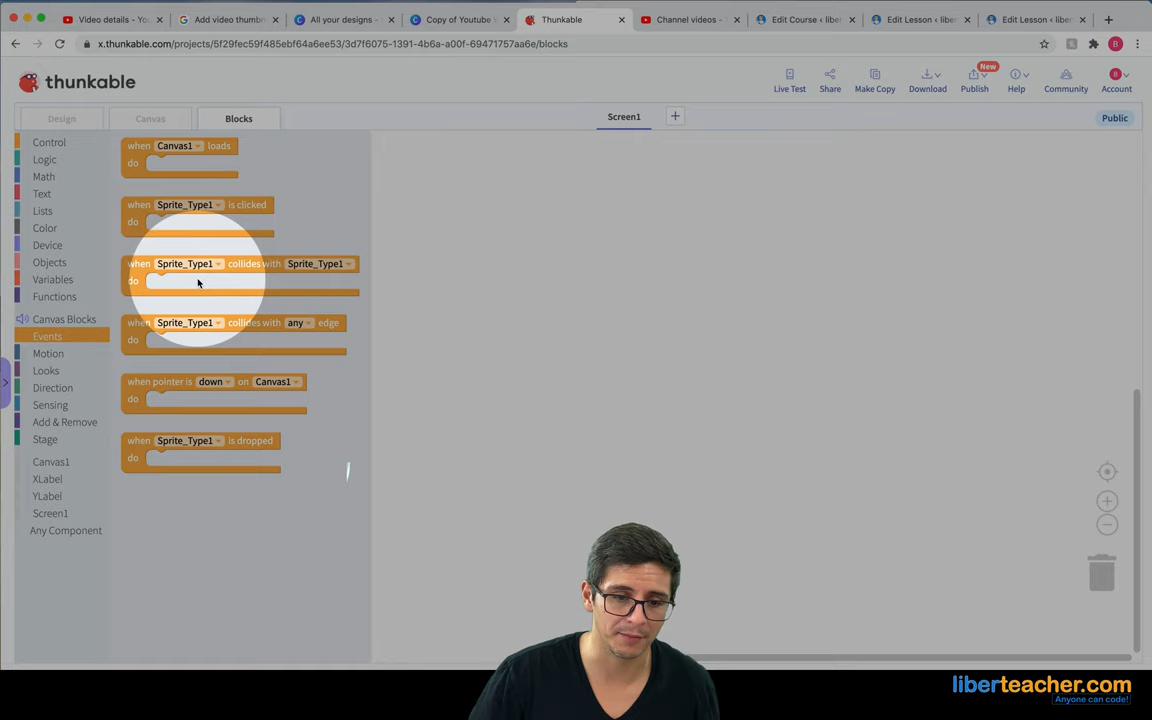 Video details - You
Add video thumbn
All your designs -
Copy of Youtube
Thunkable
Channel videos -
Edit Course ‹ liber
Edit Lesson ‹ liber
Edit Lesson ‹ liber
x.thunkable.com/projects/5f29fec59f485ebf64a6ee53/3d7f6075-1391-4b6a-a00f-69471757aa6e/blocks
B
thunkable
Live Test
Share
Make Copy
Download
New
Publish
Help
Community
B
Account
Design
Canvas
Blocks
Screen1
Public
Control
Logic
Math
Text
Lists
Color
Device
Objects
Variables
Functions
Canvas Blocks
Events
Motion
Looks
Direction
Sensing
Add & Remove
Stage
Canvas1
XLabel
YLabel
Screen1
Any Component
when Canvas1 loads
do
when Sprite_Type1 is clicked
do
when Sprite_Type1 collides with Sprite_Type1
do
when Sprite_Type1 collides with any edge
do
when pointer is down on Canvas1
do
when Sprite_Type1 is dropped
do
liberteacher.com
Anyone can code!